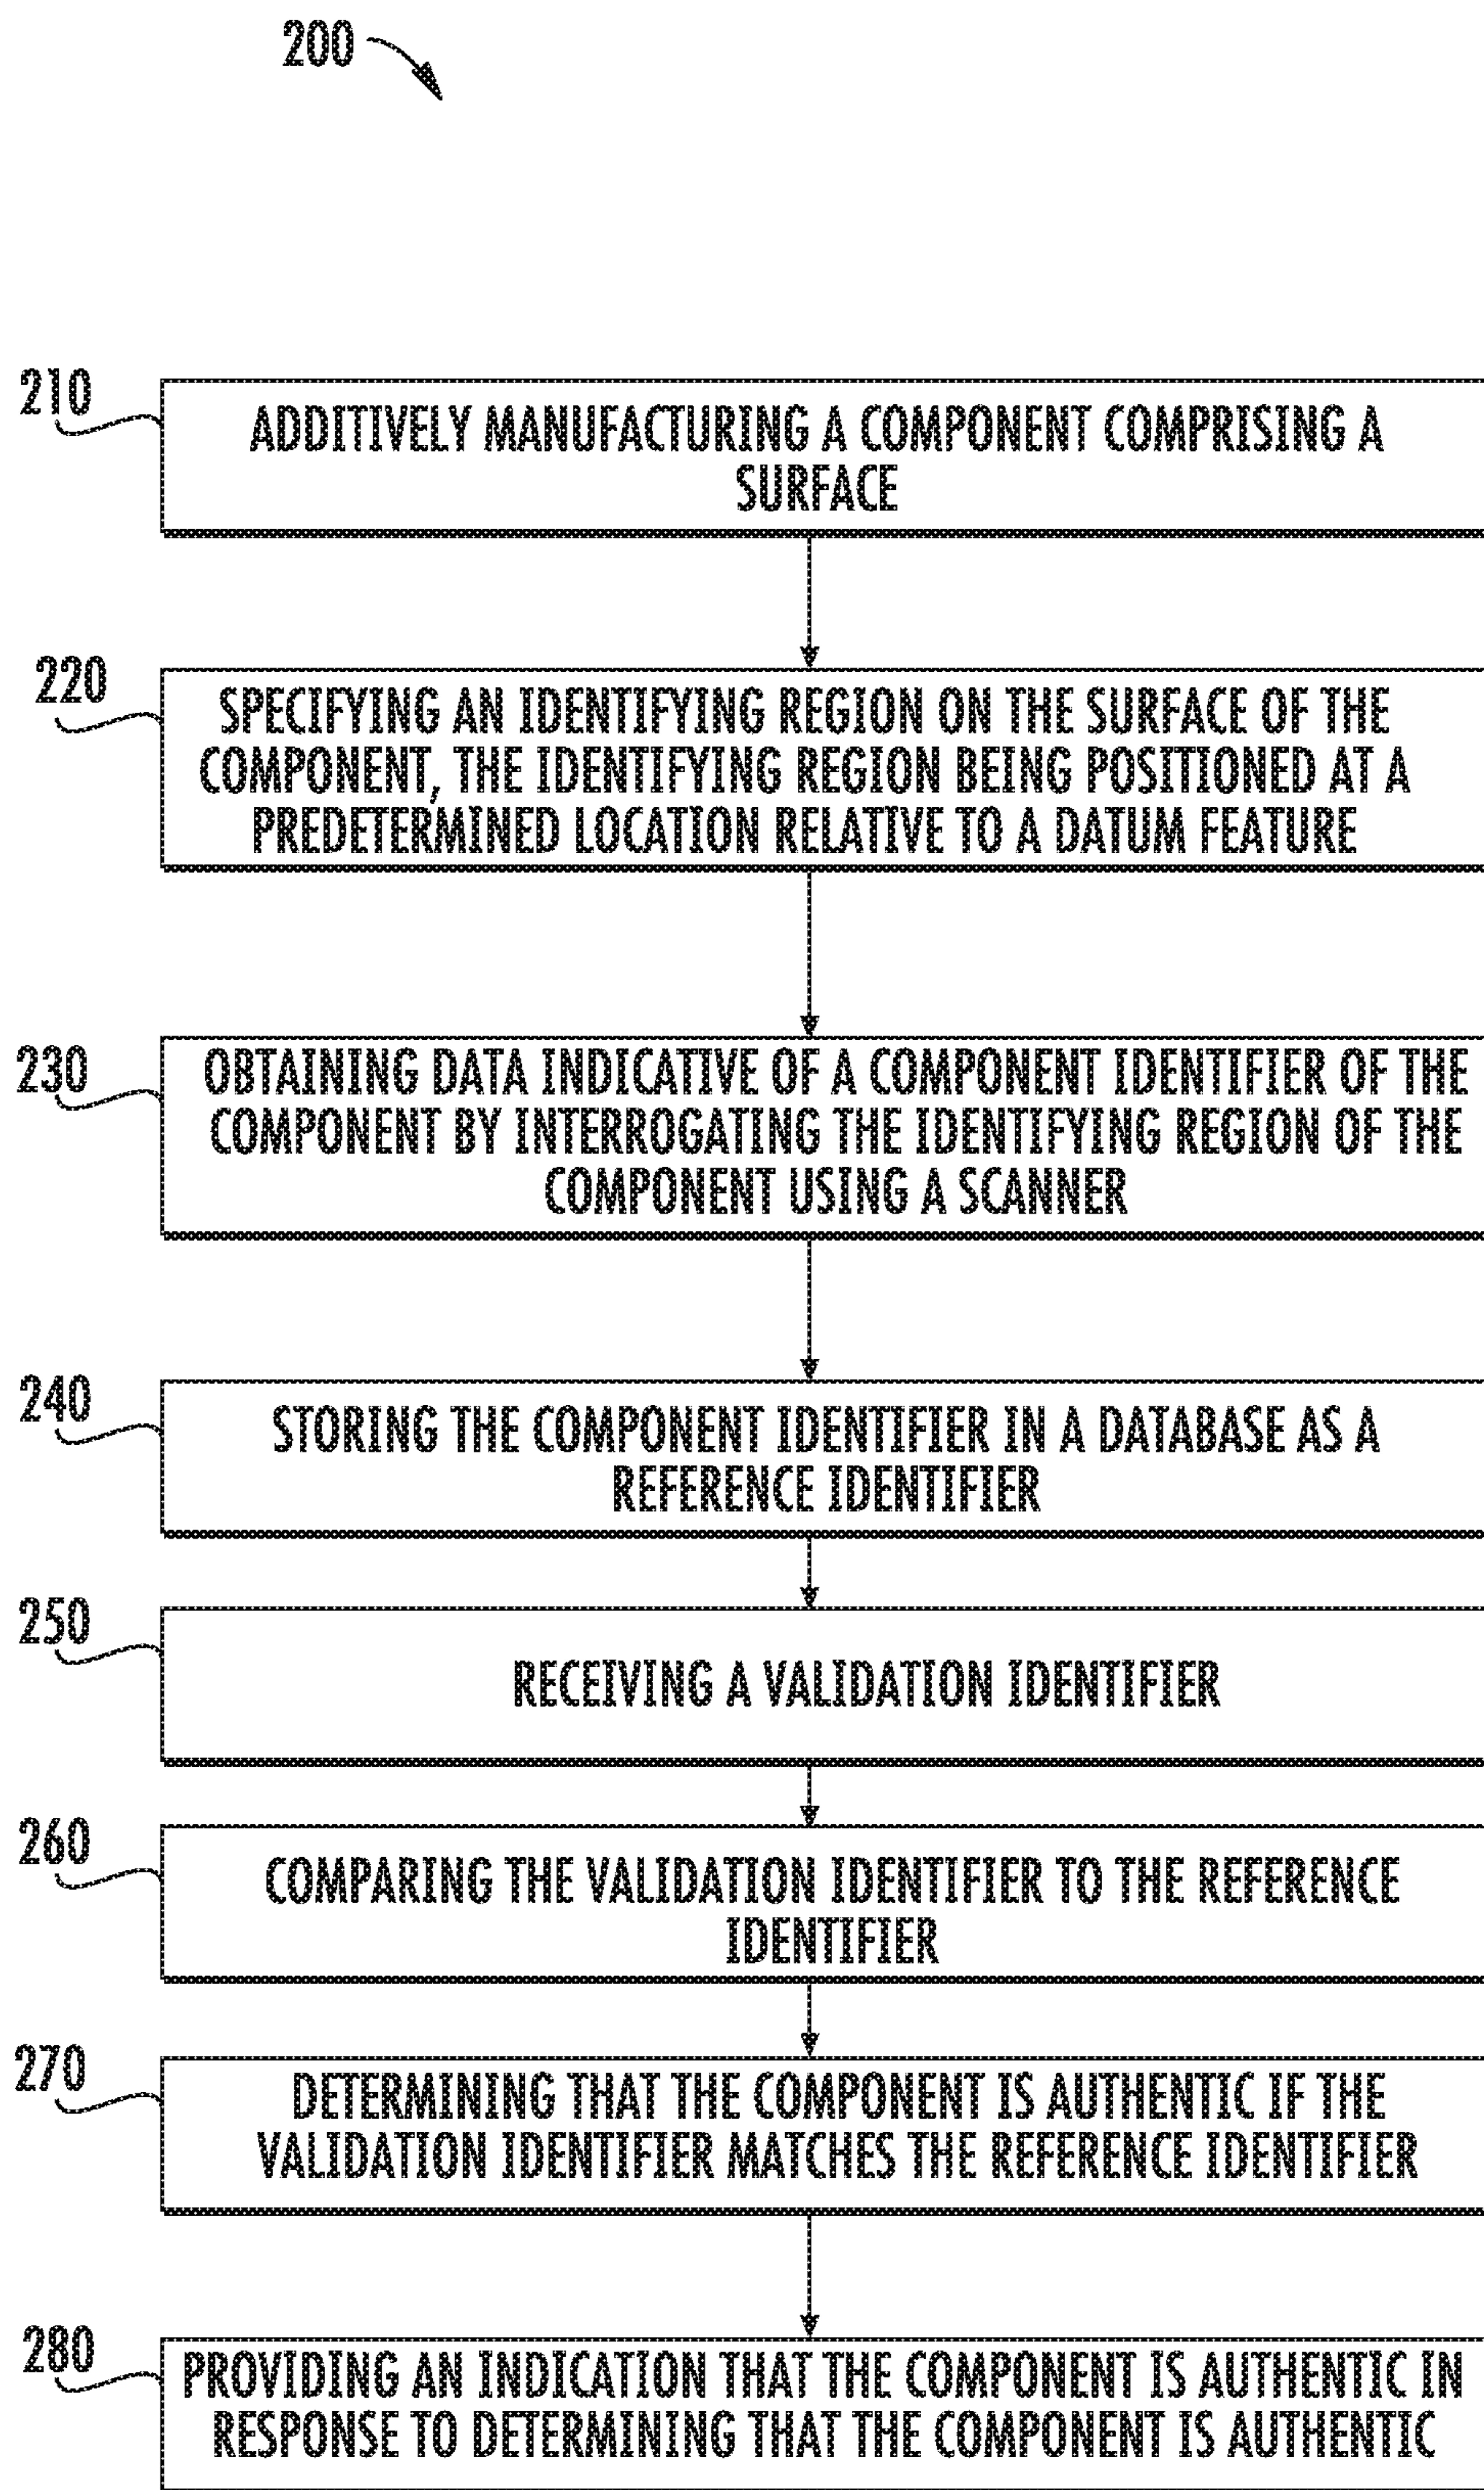 200
210
ADDITIVELY MANUFACTURING A COMPONENT COMPRISING A
SURFACE
220
SPECIFYING AN IDENTIFYING REGION ON THE SURFACE OF THE
COMPONENT, THE IDENTIFYING REGION BEING POSITIONED AT A
PREDETERMINED LOCATION RELATIVE TO A DATUM FEATURE
230
OBTAINING DATA INDICATIVE OF A COMPONENT IDENTIFIER OF THE
COMPONENT BY INTERROGATING THE IDENTIFYING REGION OF THE
COMPONENT USING A SCANNER
240
STORING THE COMPONENT IDENTIFIER IN A DATABASE AS A
REFERENCE IDENTIFIER
250
RECEIVING A VALIDATION IDENTIFIER
260
COMPARING THE VALIDATION IDENTIFIER TO THE REFERENCE
IDENTIFIER
270
DETERMINING THAT THE COMPONENT IS AUTHENTIC IF THE
VALIDATION IDENTIFIER MATCHES THE REFERENCE IDENTIFIER
280
PROVIDING AN INDICATION THAT THE COMPONENT IS AUTHENTIC IN
RESPONSE TO DETERMINING THAT THE COMPONENT IS AUTHENTIC